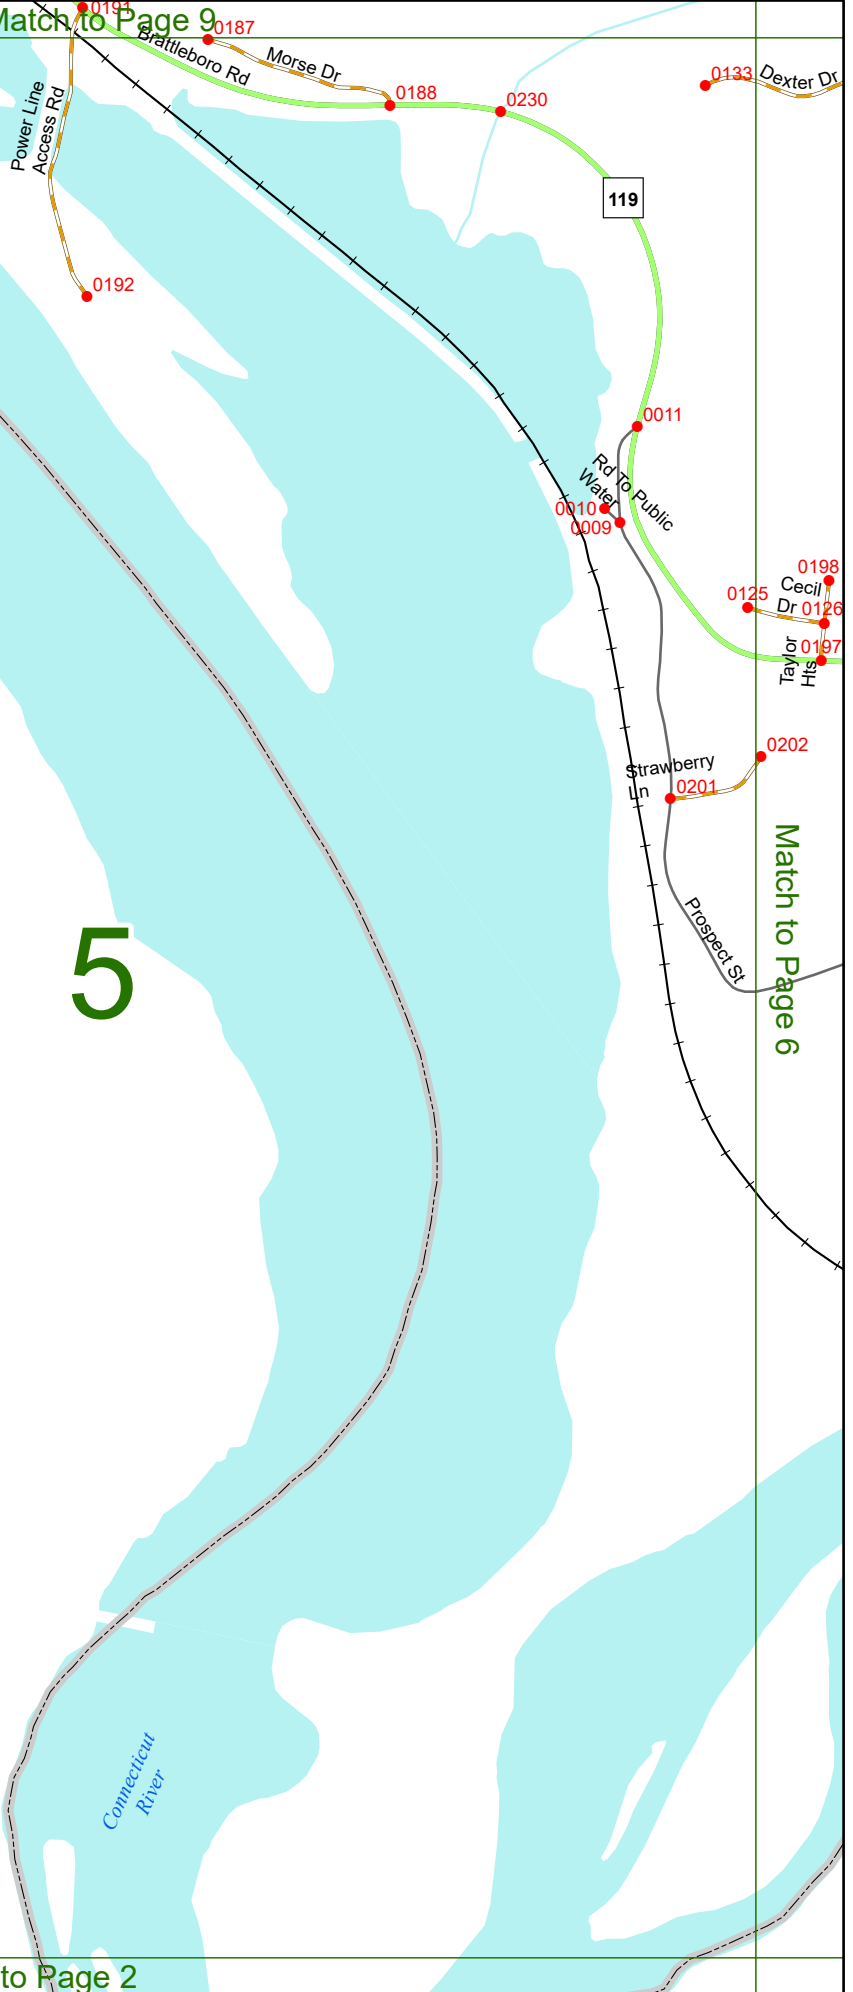 0191
Match to Page 9
0187
Brattleboro Rd
Morse Dr
0188
0230
0133
Dexter Dr
Power Line
Access Rd
119
0192
0011
Rd To Public
Water
0010
0009
0198
Cecil
Dr
0125
0126
0197
Taylor
Hts
0202
Strawberry
Ln
0201
Match to Page 6
Prospect St
5
Connecticut
River
to Page 2